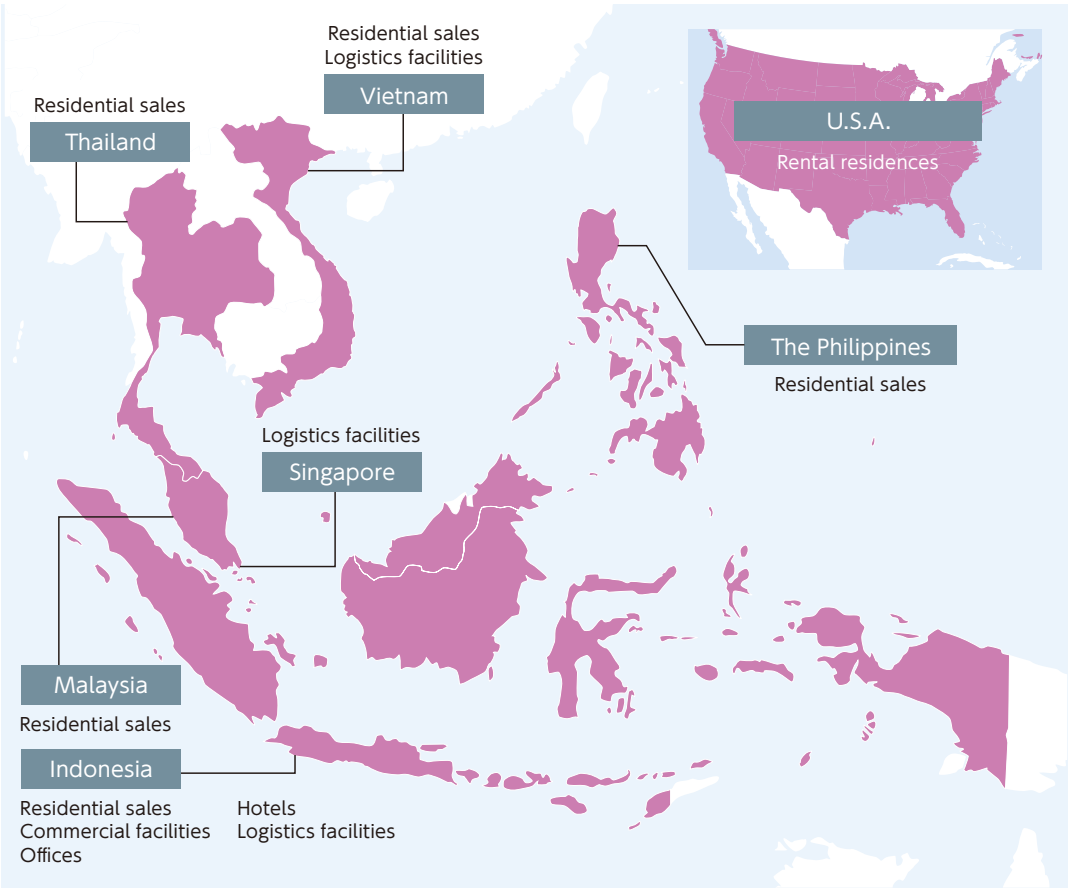 Residential sales
Logistics facilities
Vietnam
Residential sales
Thailand
U.S.A.
Rental residences
The Philippines
Residential sales
Logistics facilities
Singapore
Malaysia
Residential sales
Indonesia
Residential sales
Commercial facilities
Offices
Hotels
Logistics facilities